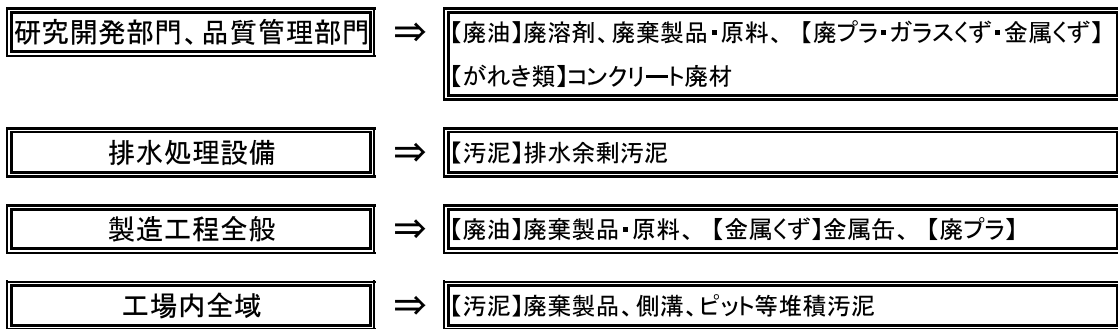 研究開発部門、品質管理部門 ⇒ 【廃油】廃溶剤、廃棄製品・原料、【廃プラ・ガラスくず・金属くず】
【がれき類】コンクリート廃材
排水処理設備 ⇒ 【汚泥】排水余剰汚泥
製造工程全般 ⇒ 【廃油】廃棄製品・原料、【金属くず】金属缶、【廃プラ】
工場内全域 ⇒ 【汚泥】廃棄製品、側溝、ピット等堆積汚泥